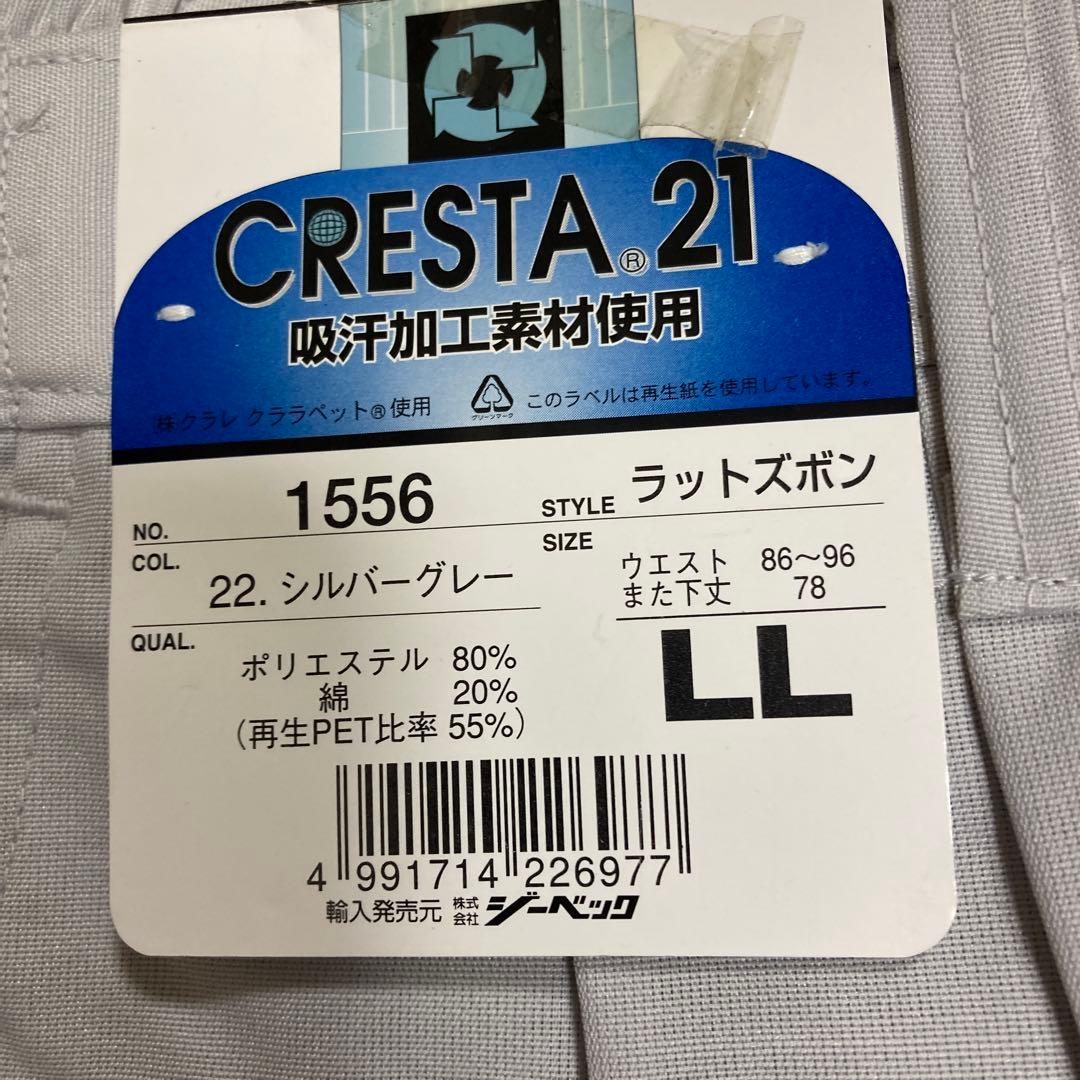 CRESTA®21
吸汗加工素材使用
株クラレ クララペット®使用
グリーンマーク
このラベルは再生紙を使用しています。
NO. 1556
STYLE ラットズボン
COL. 22. シルバーグレー
SIZE
ウエスト 86〜96
また下丈 78
LL
QUAL.
ポリエステル 80%
綿 20%
（再生PET比率 55%）
4 991714 226977
輸入発売元 株式会社 ジーベック